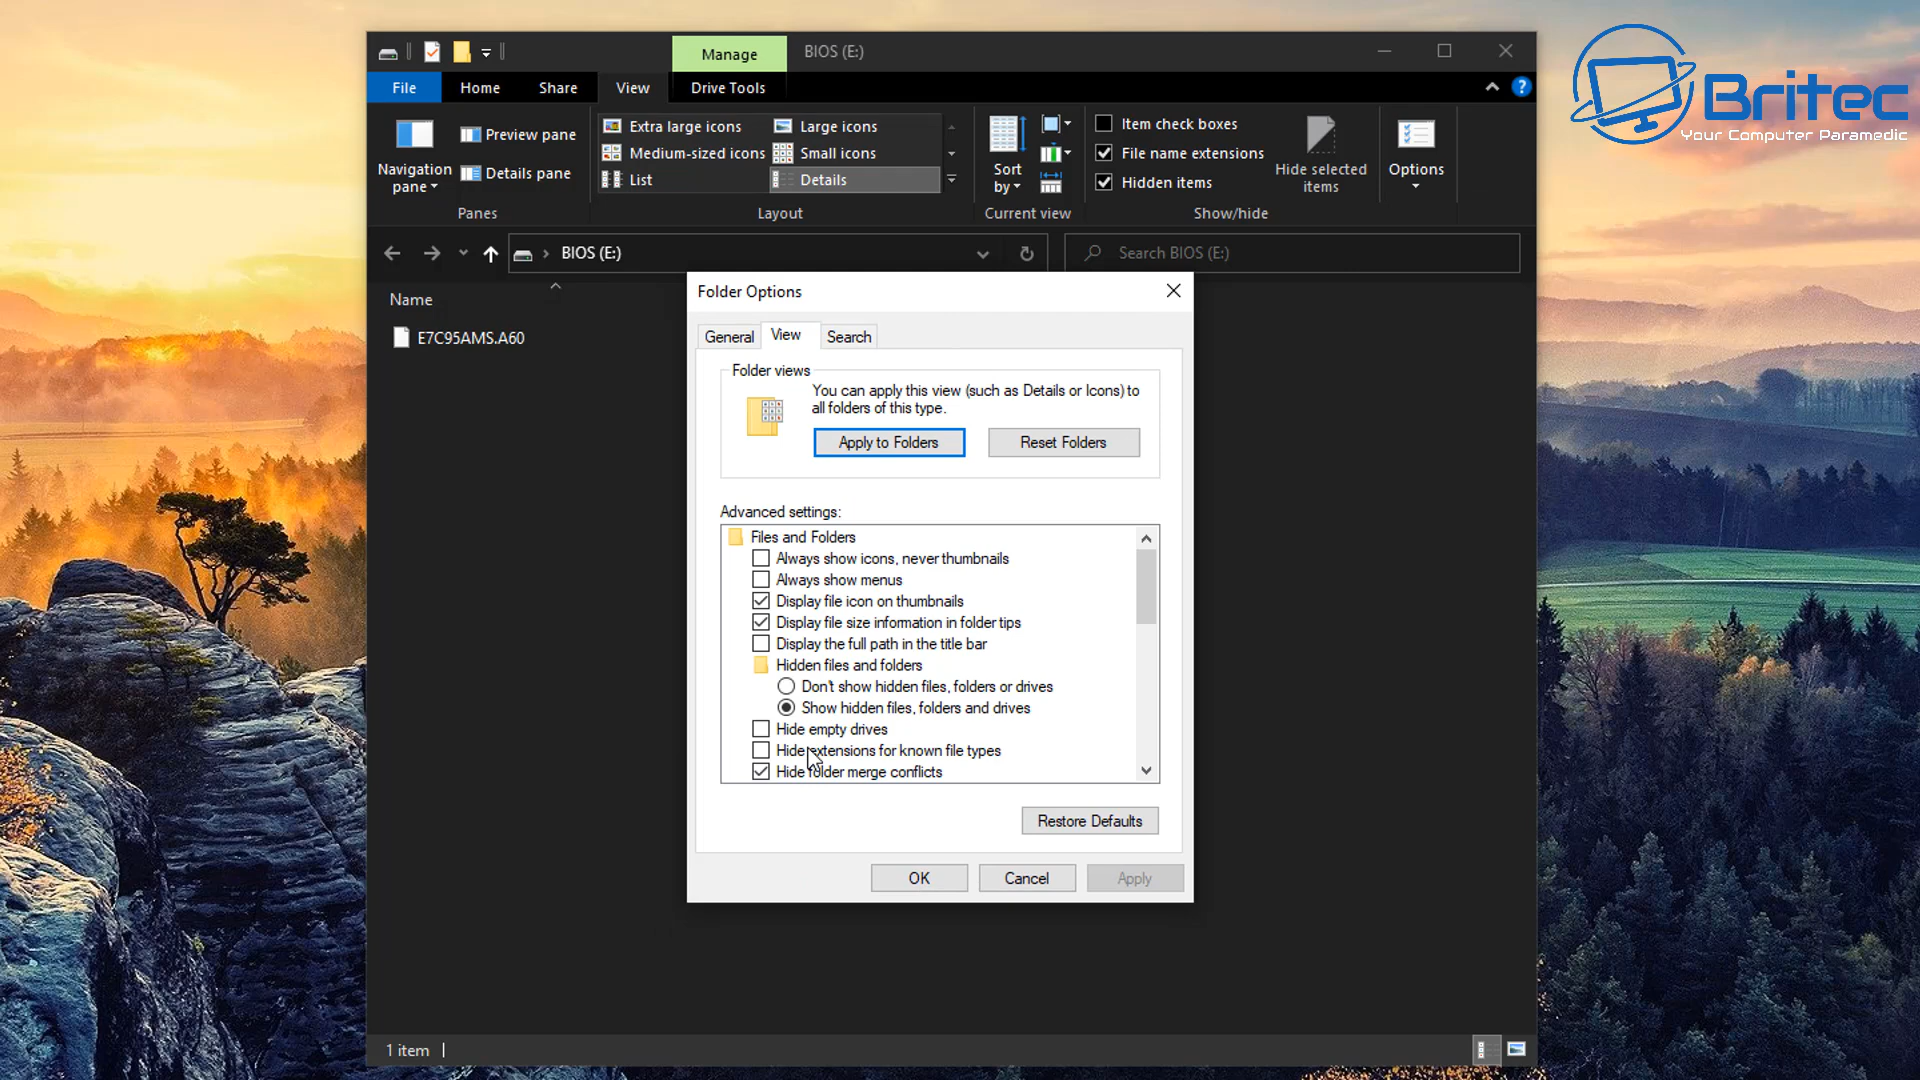 Manage
BIOS (E:)
File
Home
Share
View
Drive Tools
?
Navigation
pane
Preview pane
Details pane
Panes
Extra large icons
Large icons
Medium-sized icons
Small icons
List
Details
Layout
Sort
by
Current view
Item check boxes
File name extensions
Hidden items
Hide selected
items
Show/hide
Options
BIOS (E:)
Search BIOS (E:)
Name
E7C95AMS.A60
Folder Options
General
View
Search
Folder views
You can apply this view (such as Details or Icons) to
all folders of this type.
Apply to Folders
Reset Folders
Advanced settings:
Files and Folders
Always show icons, never thumbnails
Always show menus
Display file icon on thumbnails
Display file size information in folder tips
Display the full path in the title bar
Hidden files and folders
Don't show hidden files, folders or drives
Show hidden files, folders and drives
Hide empty drives
Hide extensions for known file types
Hide folder merge conflicts
Restore Defaults
OK
Cancel
Apply
1 item
Britec
Your Computer Paramedic